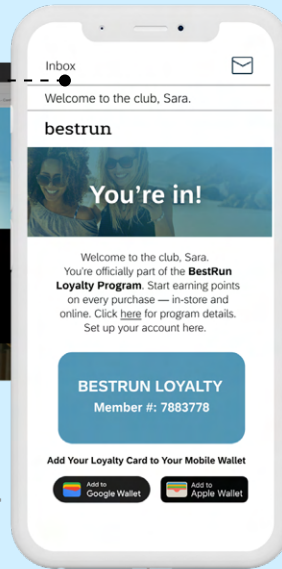 Inbox
Welcome to the club, Sara.
bestrun
You're in!
Welcome to the club, Sara.
You're officially part of the BestRun
Loyalty Program. Start earning points
on every purchase — in-store and
online. Click here for program details.
Set up your account here.
BESTRUN LOYALTY
Member #: 7883778
Add Your Loyalty Card to Your Mobile Wallet
Add to
Google Wallet
Add to
Apple Wallet